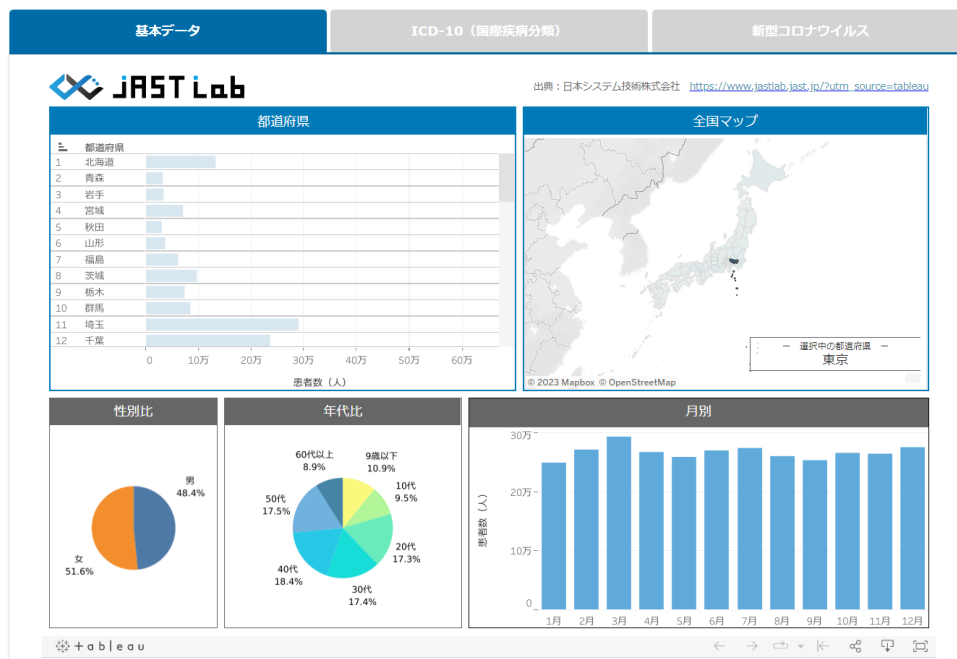 基本データ
ICD-10（国際疾病分類）
新型コロナウイルス
JAST Lab
出典：日本システム技術株式会社 https://www.jastlab.jast.jp/?utm_source=tableau
都道府県
都道府県
1 北海道
2 青森
3 岩手
4 宮城
5 秋田
6 山形
7 福島
8 茨城
9 栃木
10 群馬
11 埼玉
12 千葉
0 10万 20万 30万 40万 50万 60万
患者数（人）
全国マップ
― 選択中の都道府県 ―
東京
© 2023 Mapbox © OpenStreetMap
性別比
男
48.4%
女
51.6%
年代比
60代以上
8.9%
9歳以下
10.9%
10代
9.5%
50代
17.5%
20代
17.3%
40代
18.4%
30代
17.4%
月別
患者数（人）
30万
20万
10万
0
1月 2月 3月 4月 5月 6月 7月 8月 9月 10月 11月 12月
+ableau